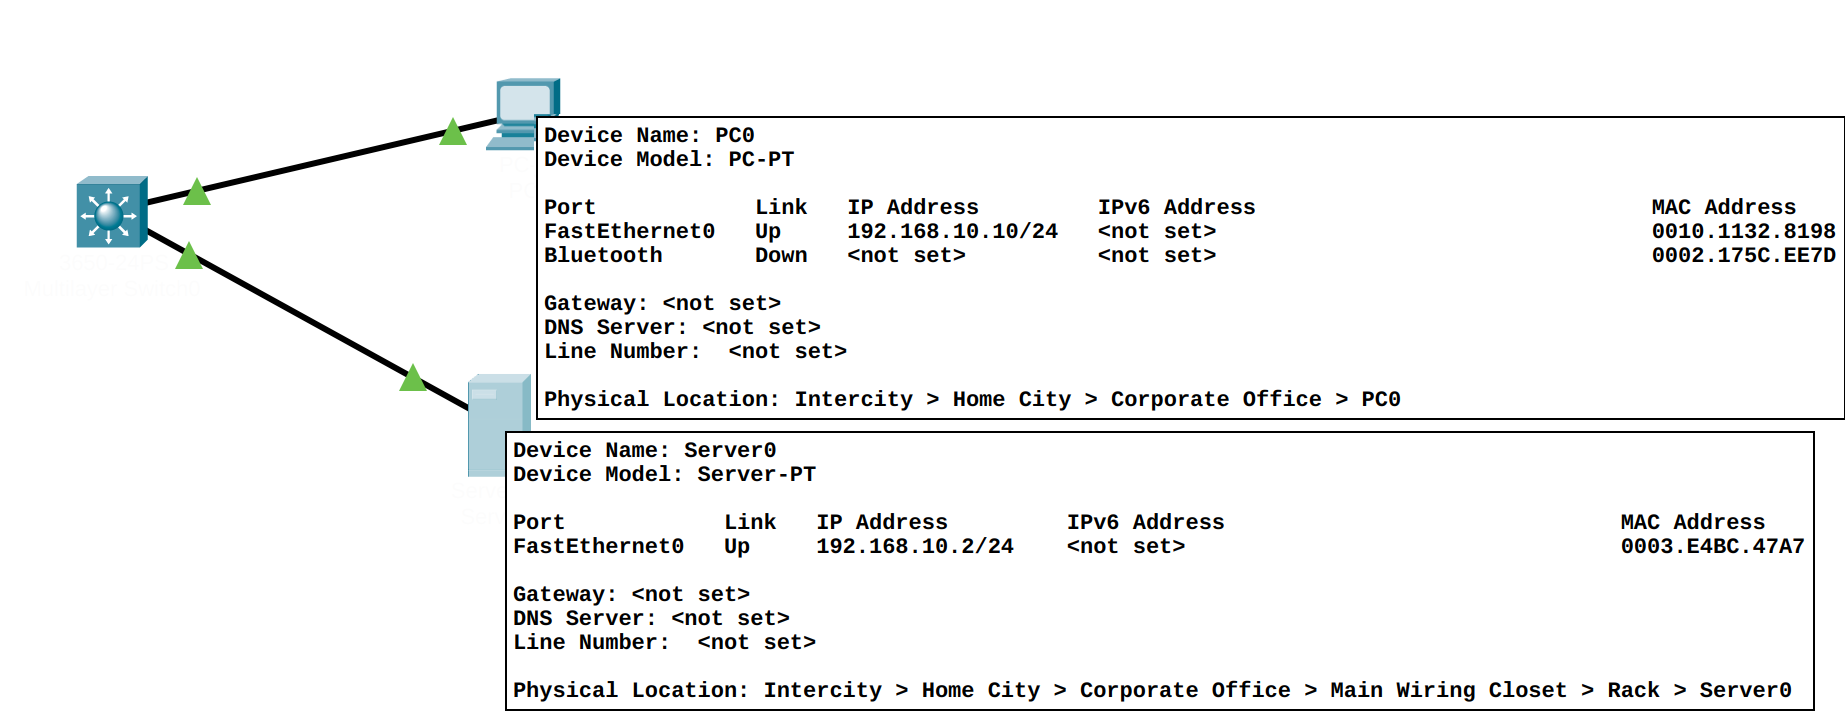 Device Name: PC0
Device Model: PC-PT
Port Link IP Address IPv6 Address MAC Address
FastEthernet0 Up 192.168.10.10/24 <not set> 0010.1132.8198
Bluetooth Down <not set> <not set> 0002.175C.EE7D
Gateway: <not set>
DNS Server: <not set>
Line Number: <not set>
Physical Location: Intercity > Home City > Corporate Office > PC0
Device Name: Server0
Device Model: Server-PT
Port Link IP Address IPv6 Address MAC Address
FastEthernet0 Up 192.168.10.2/24 <not set> 0003.E4BC.47A7
Gateway: <not set>
DNS Server: <not set>
Line Number: <not set>
Physical Location: Intercity > Home City > Corporate Office > Main Wiring Closet > Rack > Server0